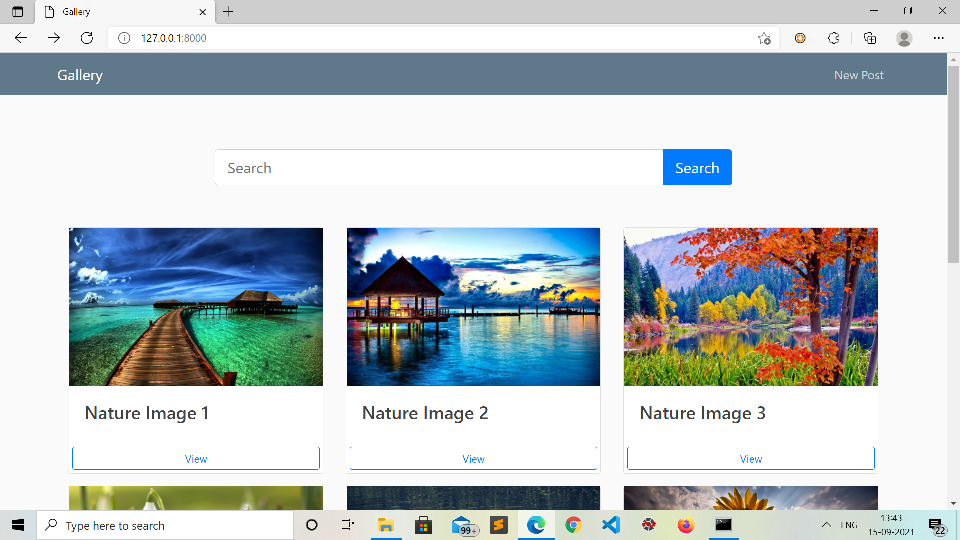 Gallery
127.0.0.1:8000
Gallery
New Post
Search
Search
Nature Image 1
Nature Image 2
Nature Image 3
View
View
View
Type here to search
99+
ENG
13:43
15-09-2021
22